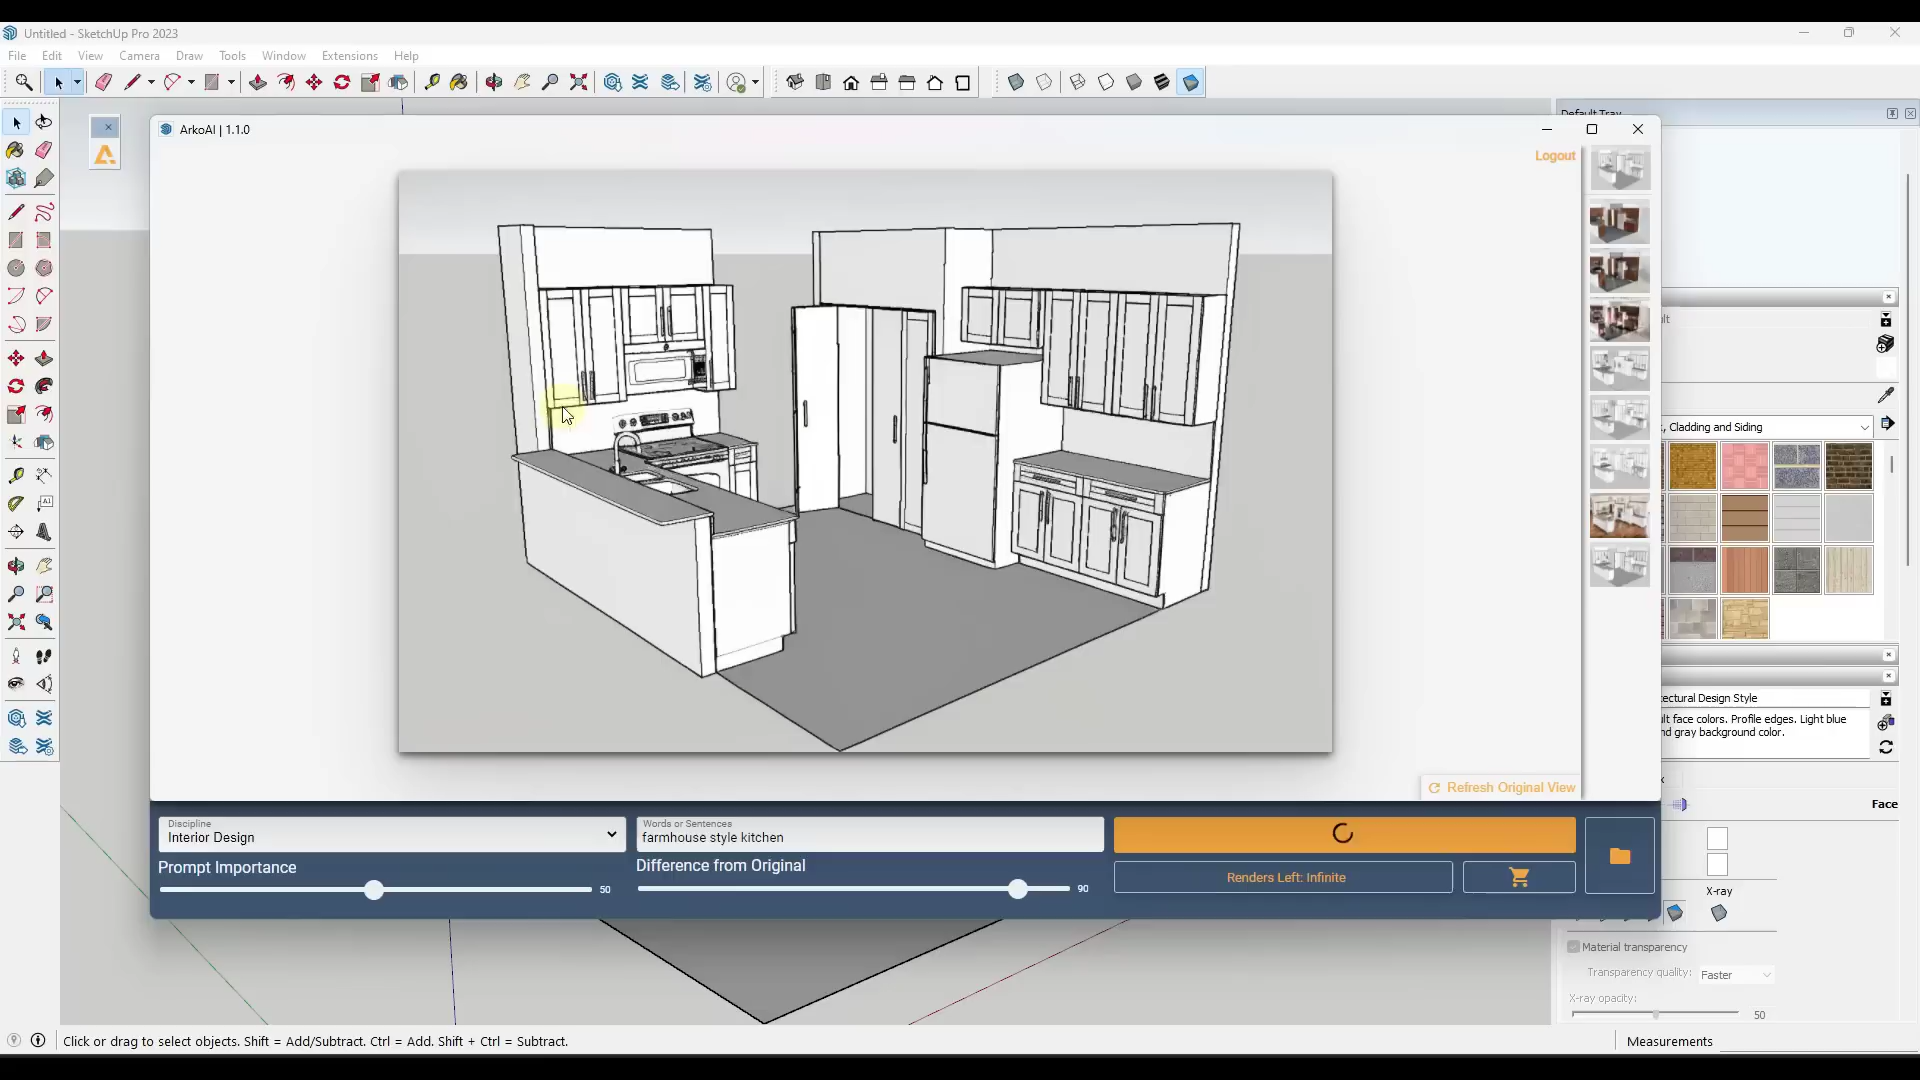 Untitled - SketchUp Pro 2023
File Edit View Camera Draw Tools Window Extensions Help
Default Tray
ArkoAI | 1.1.0
Logout
, Cladding and Siding
Refresh Original View
ectural Design Style
ult face colors. Profile edges. Light blue
nd gray background color.
Face
Discipline
Interior Design
Words or Sentences
farmhouse style kitchen
Prompt Importance
50
Difference from Original
90
Renders Left: Infinite
X-ray
Material transparency
Transparency quality: Faster
X-ray opacity:
50
Click or drag to select objects. Shift = Add/Subtract. Ctrl = Add. Shift + Ctrl = Subtract.
Measurements